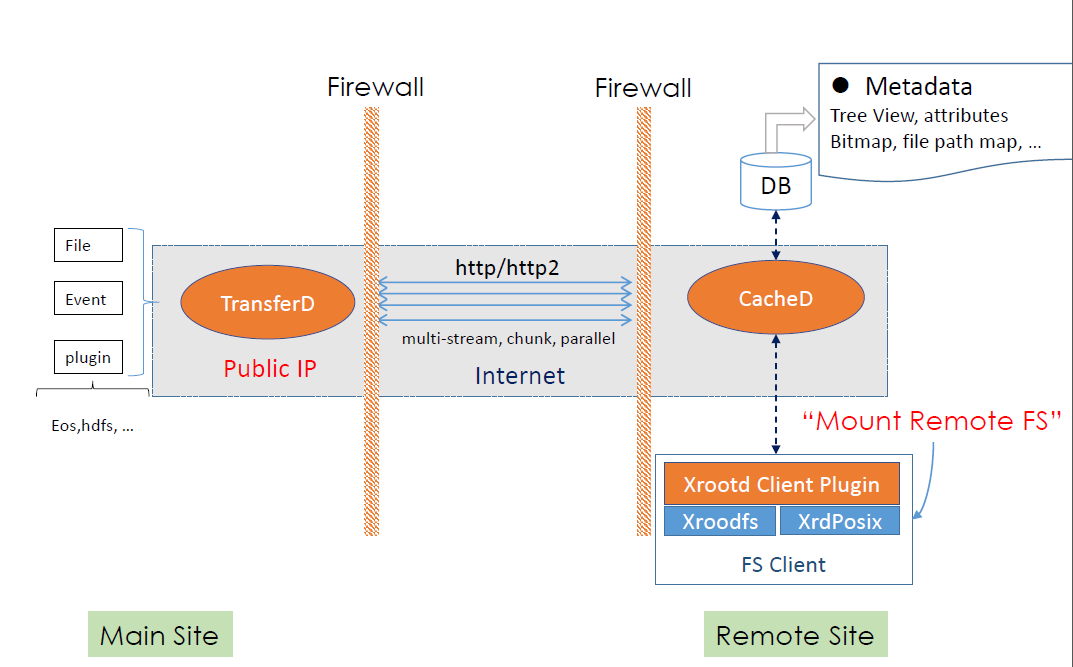 Firewall
Firewall
● Metadata
Tree View, attributes
Bitmap, file path map, ...
DB
File
Event
plugin
Eos,hdfs, ...
TransferD
Public IP
http/http2
multi-stream, chunk, parallel
Internet
CacheD
“Mount Remote FS”
Xrootd Client Plugin
Xroodfs
XrdPosix
FS Client
Main Site
Remote Site